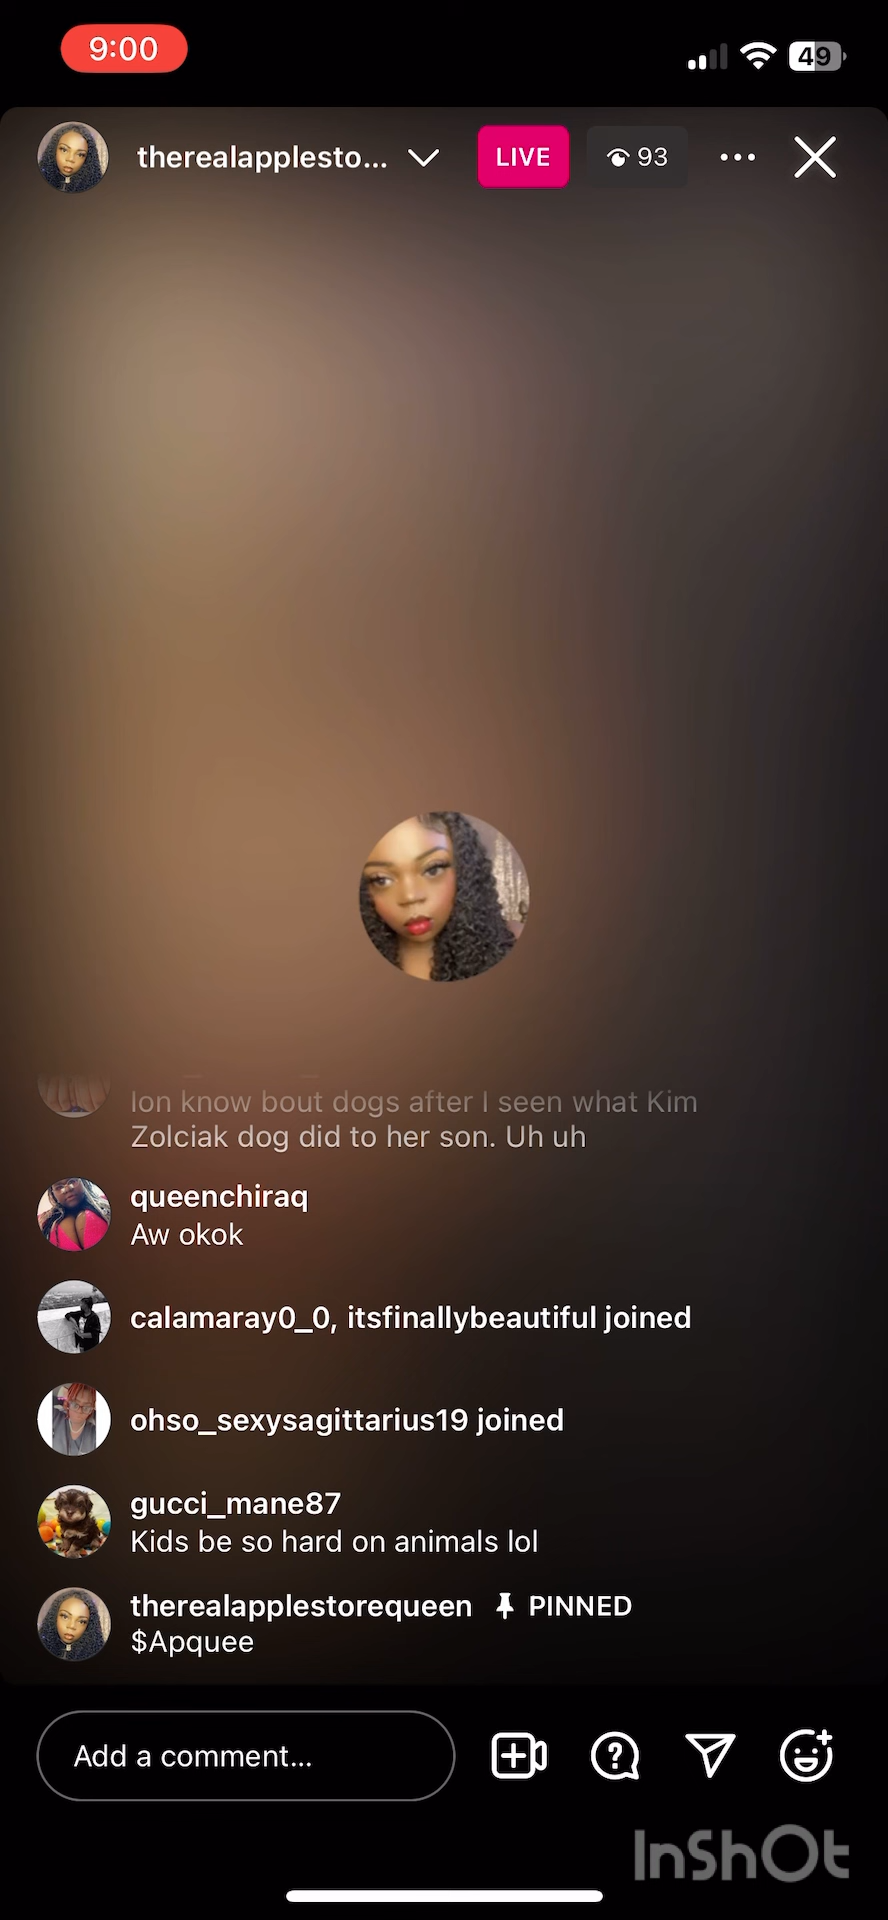 9:00
49
therealapplesto...
LIVE
93
Ion know bout dogs after I seen what Kim
Zolciak dog did to her son. Uh uh
queenchiraq
Aw okok
calamaray0_0, itsfinallybeautiful joined
ohso_sexysagittarius19 joined
gucci_mane87
Kids be so hard on animals lol
therealapplestorequeen PINNED
$Apquee
Add a comment...
InShOt